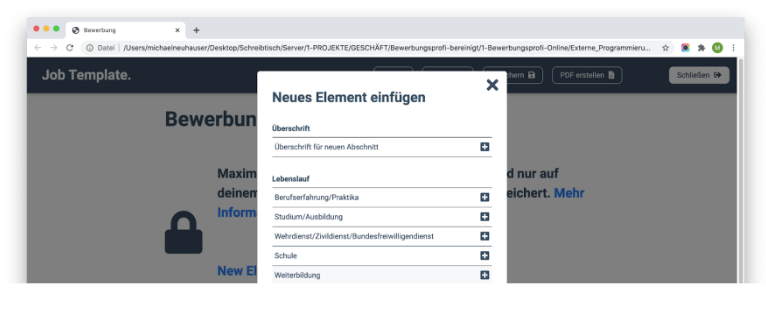 Bewerbung
Datei | /Users/michaelneuhauser/Desktop/Schreibtisch/Server/1-PROJEKTE/GESCHÄFT/Bewerbungsprofi-bereinigt/1-Bewerbungsprofi-Online/Externe_Programmieru...
Job Template.
chern
PDF erstellen
Schließen
Neues Element einfügen
Bewerbun
Überschrift
Überschrift für neuen Abschnitt
Maxim
d nur auf
Lebenslauf
deinem
eichert. Mehr
Berufserfahrung/Praktika
Inform
Studium/Ausbildung
Wehrdienst/Zivildienst/Bundesfreiwilligendienst
Schule
New El
Weiterbildung